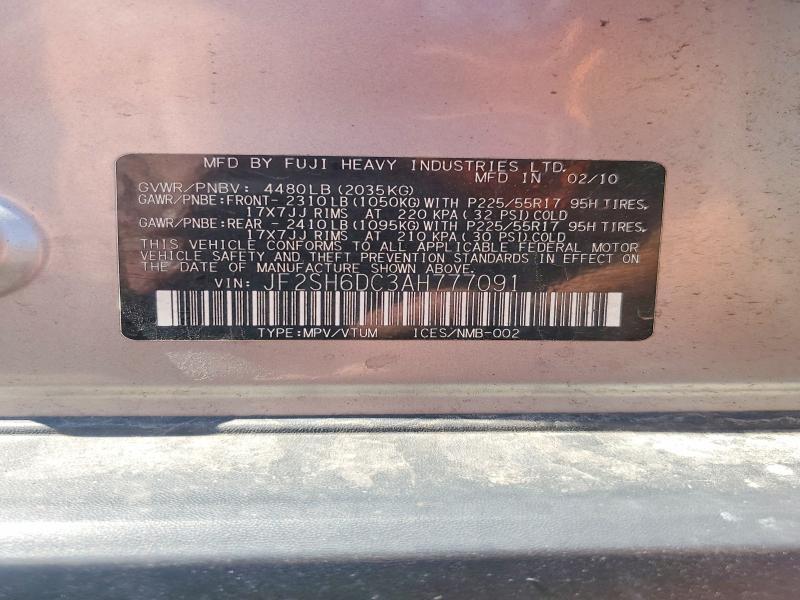 MFD BY FUJI HEAVY INDUSTRIES LTD.
MFD IN 02/10
GVWR/PNBV: 4480LB (2035KG)
GAWR/PNBE:FRONT-2310LB(1050KG)WITH P225/55R17 95H TIRES,
17X7JJ RIMS AT 220 KPA(32 PSI)COLD
GAWR/PNBE:REAR -2410LB(1095KG)WITH P225/55R17 95H TIRES,
17X7JJ RIMS AT 210 KPA(30 PSI)COLD
THIS VEHICLE CONFORMS TO ALL APPLICABLE FEDERAL MOTOR
VEHICLE SAFETY AND THEFT PREVENTION STANDARDS IN EFFECT
ON THE DATE OF MANUFACTURE SHOWN ABOVE.
VIN: JF2SH6DC3AH777091
TYPE:MPV/VTUM ICES/NMB-002